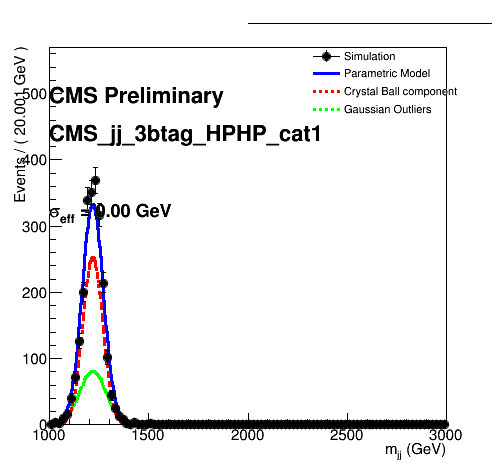 Events / ( 20.001 GeV )
Simulation
Parametric Model
Crystal Ball component
Gaussian Outliers
CMS Preliminary
CMS_jj_3btag_HPHP_cat1
σeff = 0.00 GeV
500
400
300
200
100
0
1000 1500 2000 2500 3000
mjj (GeV)